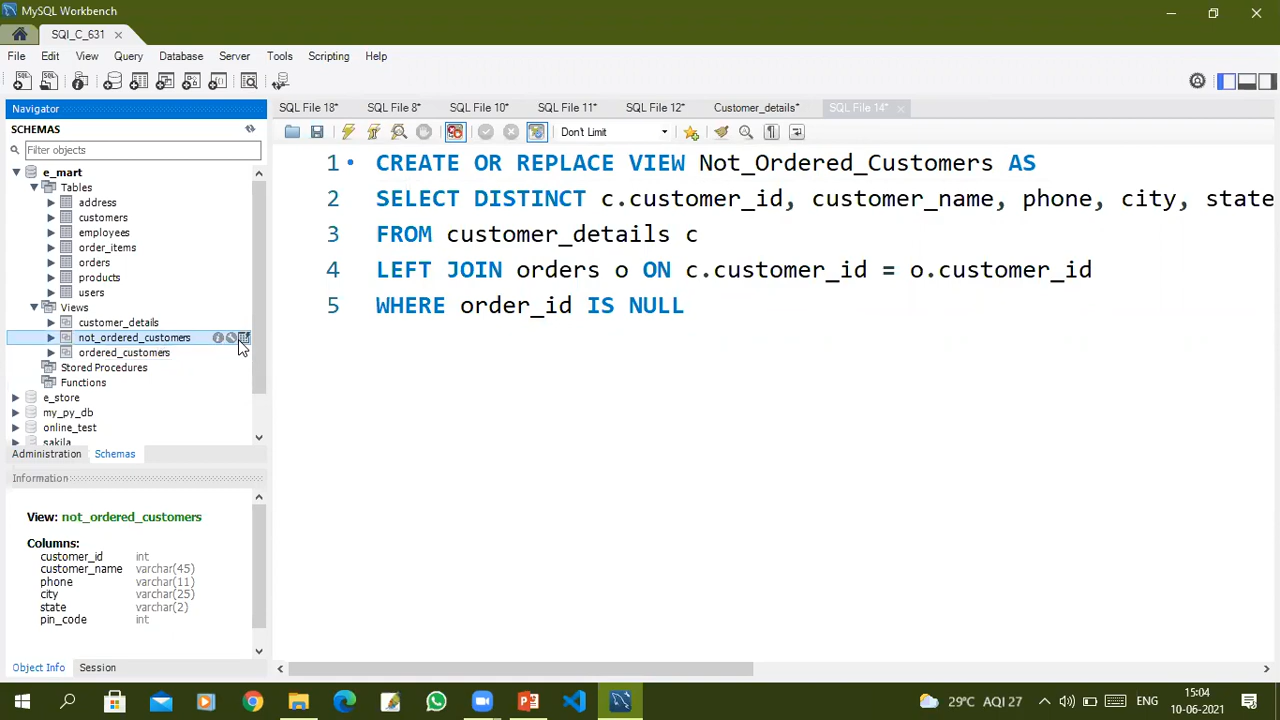 MySQL Workbench
SQl_C_631
File Edit View Query Database Server Tools Scripting Help
Navigator
SCHEMAS
Filter objects
e_mart
Tables
address
customers
employees
order_items
orders
products
users
Views
customer_details
not_ordered_customers
ordered_customers
Stored Procedures
Functions
e_store
my_py_db
online_test
sakila
Administration Schemas
Information
View: not_ordered_customers
Columns:
customer_id int
customer_name varchar(45)
phone varchar(11)
city varchar(25)
state varchar(2)
pin_code int
Object Info Session
SQL File 18* SQL File 8* SQL File 10* SQL File 11* SQL File 12* Customer_details* SQL File 14*
Don't Limit
1 CREATE OR REPLACE VIEW Not_Ordered_Customers AS
2 SELECT DISTINCT c.customer_id, customer_name, phone, city, state
3 FROM customer_details c
4 LEFT JOIN orders o ON c.customer_id = o.customer_id
5 WHERE order_id IS NULL
29°C AQI 27
ENG
15:04
10-06-2021